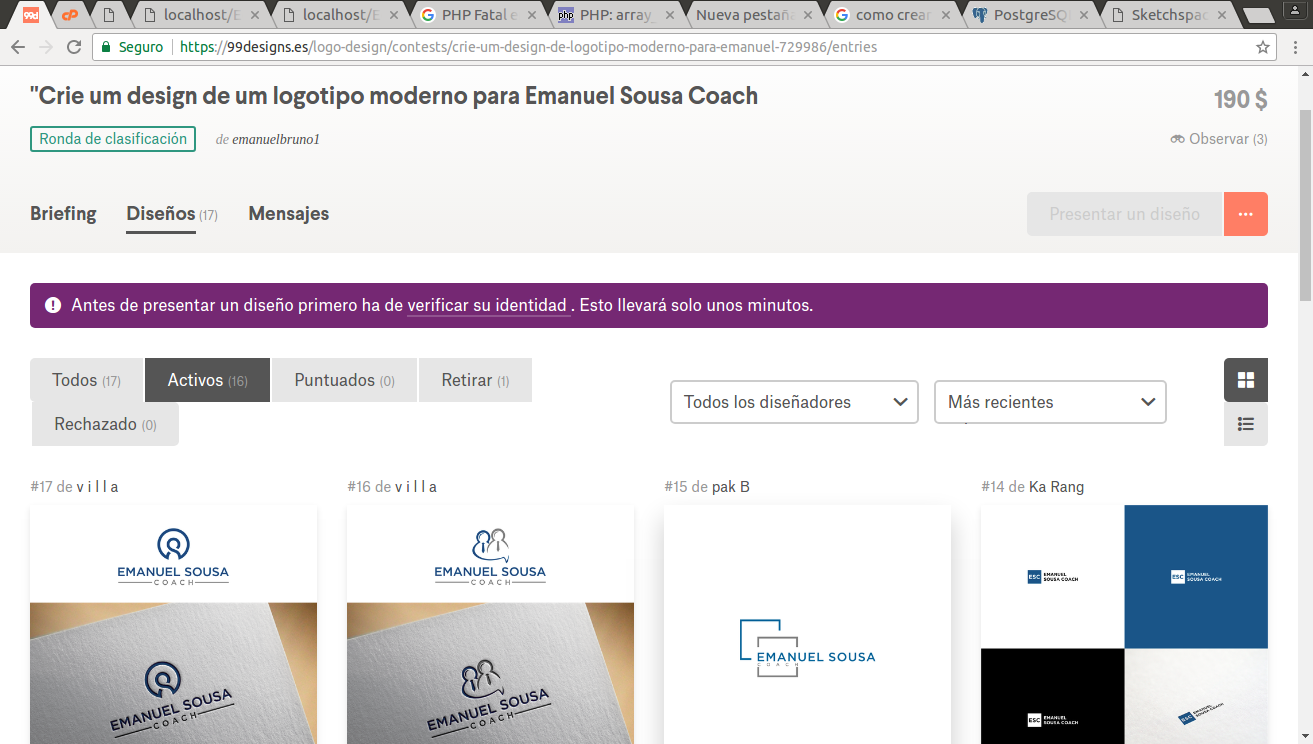 localhost/E
localhost/E
PHP Fatal e
php
PHP: array_
Nueva pestañ
como crear
PostgreSQL
Sketchspac
Seguro
https://99designs.es/logo-design/contests/crie-um-design-de-logotipo-moderno-para-emanuel-729986/entries
"Crie um design de um logotipo moderno para Emanuel Sousa Coach
190 $
Ronda de clasificación
de emanuelbruno1
Observar (3)
Briefing
Diseños (17)
Mensajes
Presentar un diseño
Antes de presentar un diseño primero ha de verificar su identidad . Esto llevará solo unos minutos.
Todos (17)
Activos (16)
Puntuados (0)
Retirar (1)
Rechazado (0)
Todos los diseñadores
Más recientes
#17 de v i l l a
#16 de v i l l a
#15 de pak B
#14 de Ka Rang
EMANUEL SOUSA
COACH
EMANUEL SOUSA
COACH
EMANUEL SOUSA
COACH
EMANUEL SOUSA
COACH
EMANUEL SOUSA
COACH
ESC
EMANUEL
SOUSA COACH
ESC
EMANUEL
SOUSA COACH
ESC
EMANUEL
SOUSA COACH
ESC
EMANUEL
SOUSA COACH